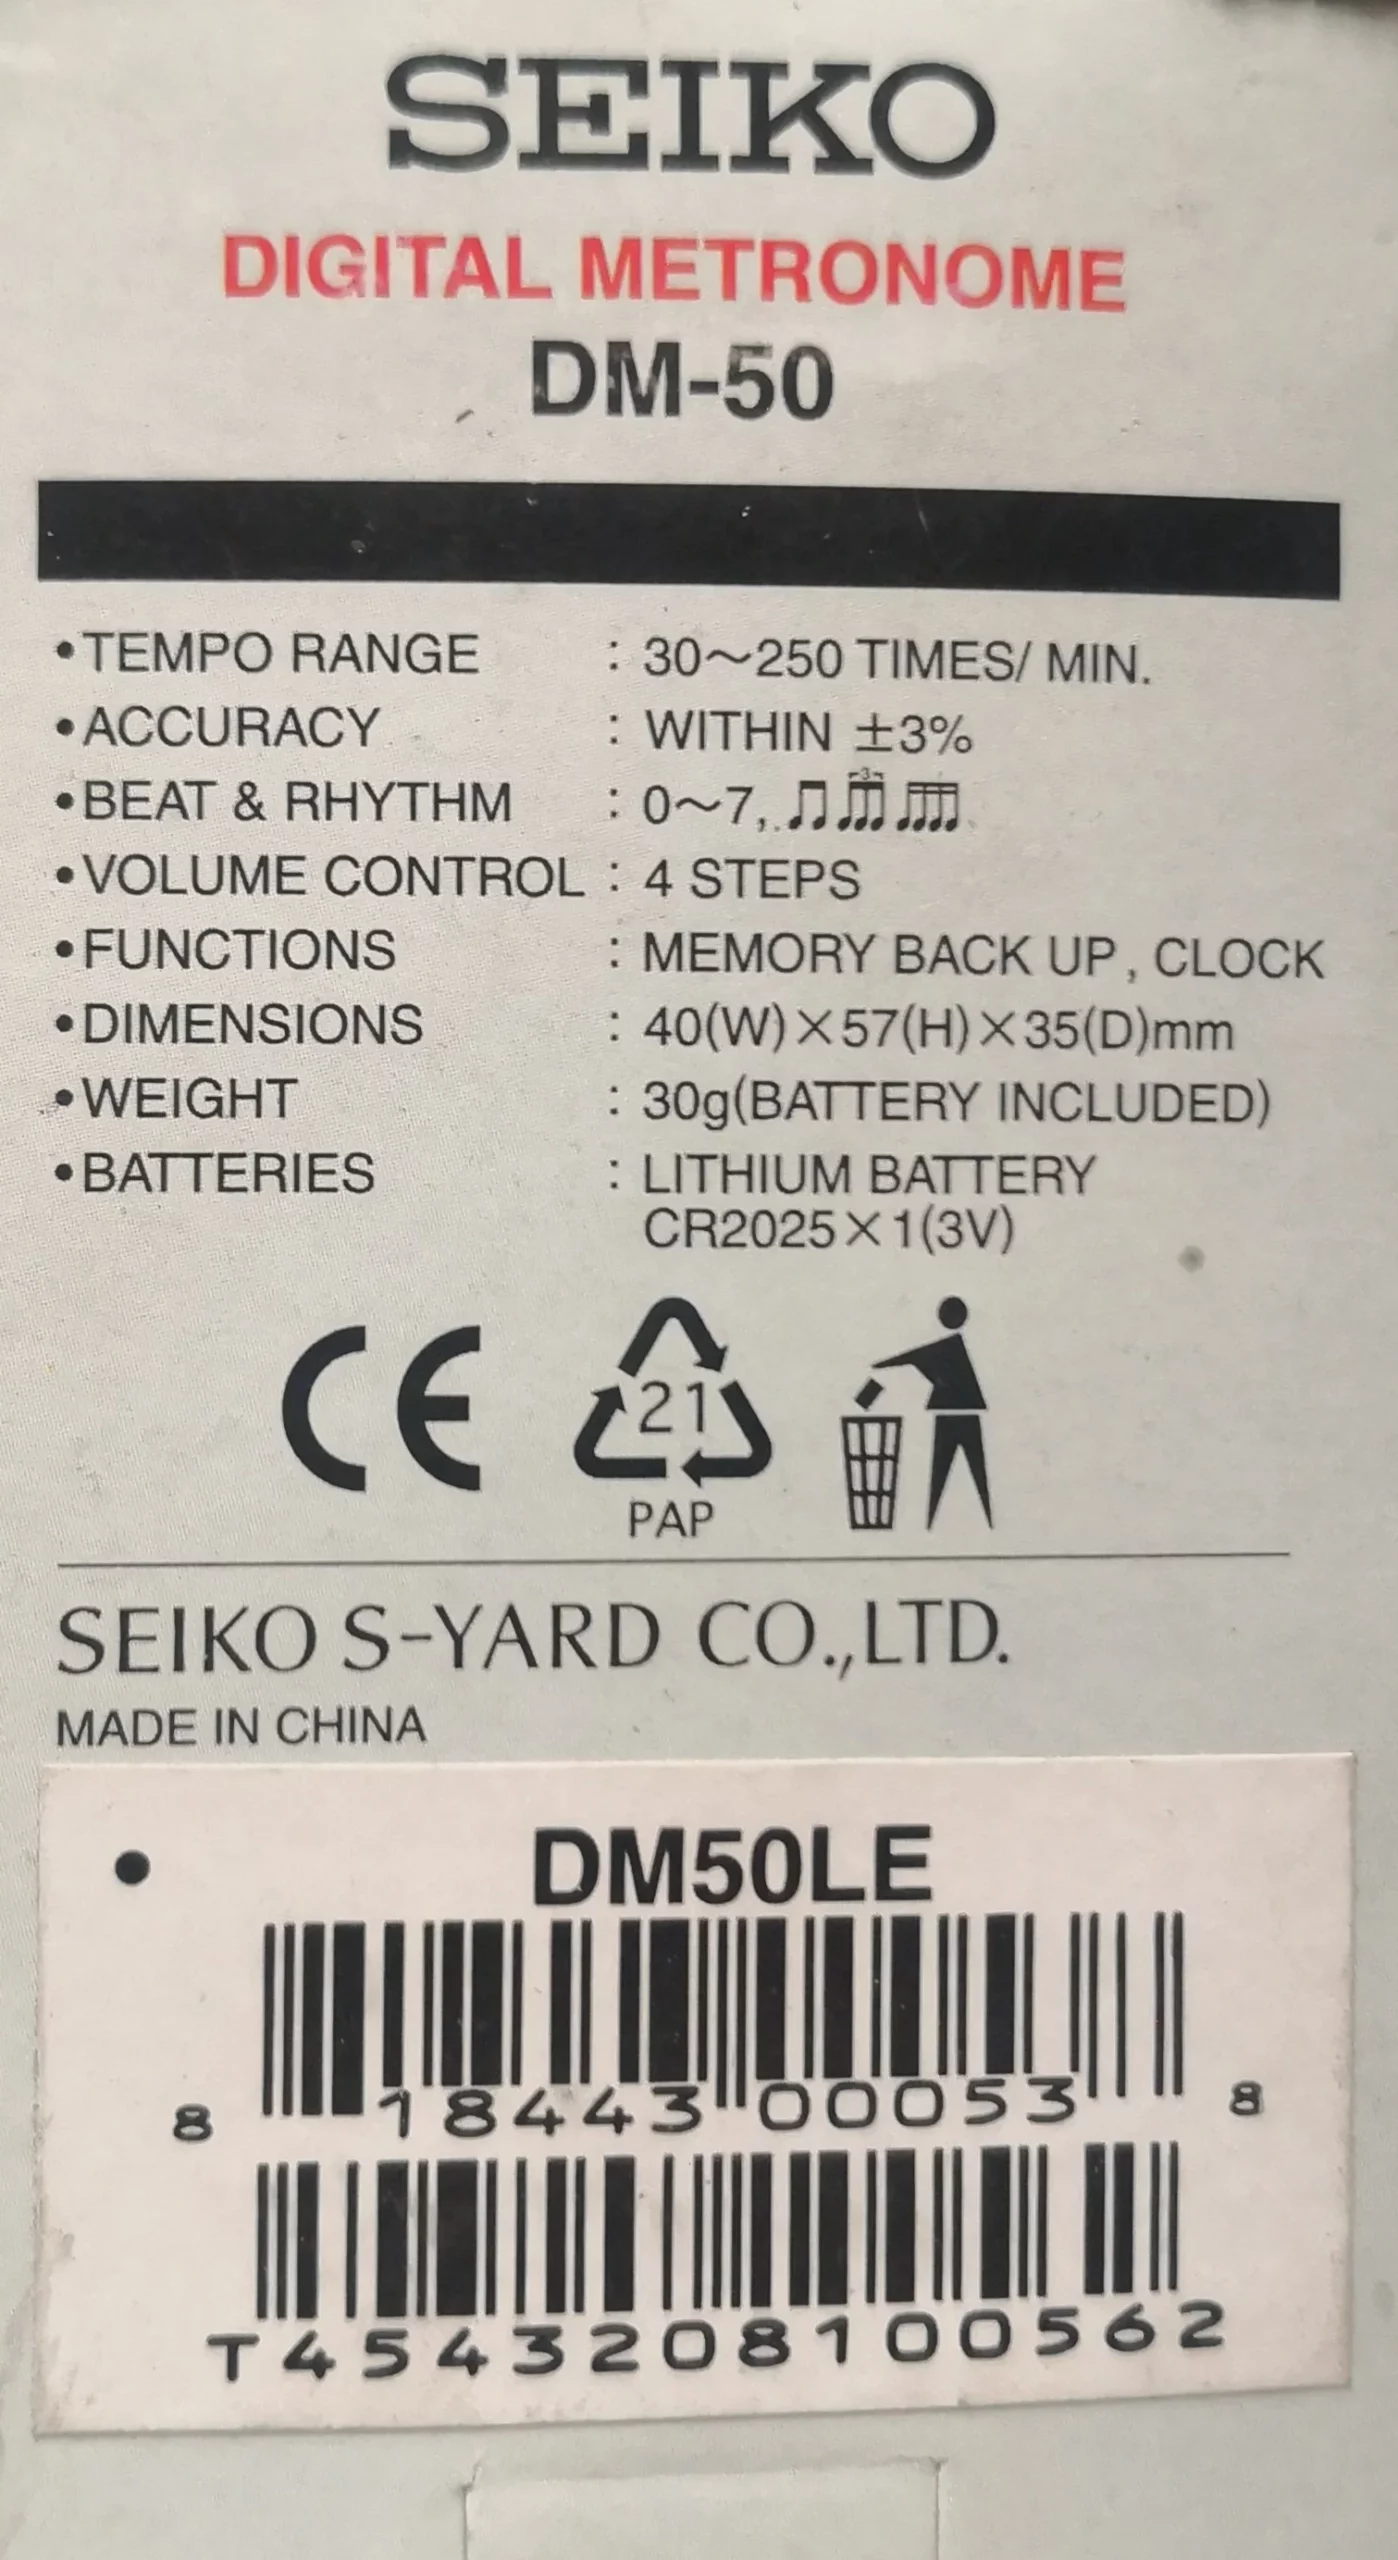 SEIKO
DIGITAL METRONOME
DM-50
•TEMPO RANGE : 30～250 TIMES/ MIN.
•ACCURACY : WITHIN ±3%
•BEAT & RHYTHM : 0～7, ♫ 3
•VOLUME CONTROL : 4 STEPS
•FUNCTIONS : MEMORY BACK UP , CLOCK
•DIMENSIONS : 40(W)×57(H)×35(D)mm
•WEIGHT : 30g(BATTERY INCLUDED)
•BATTERIES : LITHIUM BATTERY
CR2025×1(3V)
CE
21
PAP
SEIKO S-YARD CO.,LTD.
MADE IN CHINA
DM50LE
8 18443 00053 8
T4543208100562